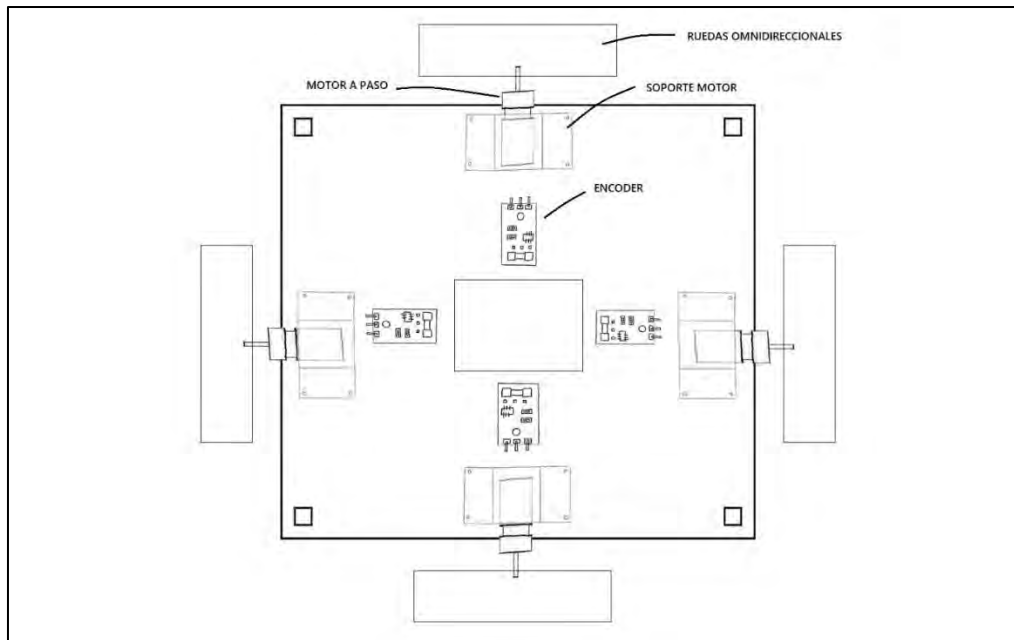 RUEDAS OMNIDIRECCIONALES
MOTOR A PASO
SOPORTE MOTOR
ENCODER